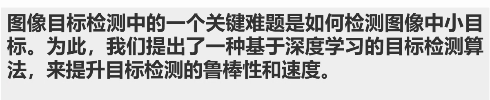 图像目标检测中的一个关键难题是如何检测图像中小目
标。为此，我们提出了一种基于深度学习的目标检测算
法，来提升目标检测的鲁棒性和速度。